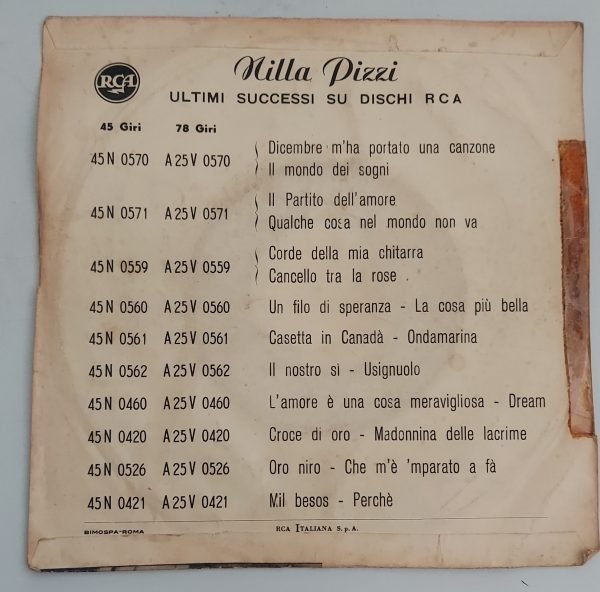 RCA
Nilla Pizzi
ULTIMI SUCCESSI SU DISCHI RCA
45 Giri 78 Giri
45 N 0570 A 25 V 0570 Dicembre m'ha portato una canzone
Il mondo dei sogni
45 N 0571 A 25 V 0571 Il Partito dell'amore
Qualche cosa nel mondo non va
45 N 0559 A 25 V 0559 Corde della mia chitarra
Cancello tra la rose .
45 N 0560 A 25 V 0560 Un filo di speranza - La cosa più bella
45 N 0561 A 25 V 0561 Casetta in Canadà - Ondamarina
45 N 0562 A 25 V 0562 Il nostro sì - Usignuolo
45 N 0460 A 25 V 0460 L'amore è una cosa meravigliosa - Dream
45 N 0420 A 25 V 0420 Croce di oro - Madonnina delle lacrime
45 N 0526 A 25 V 0526 Oro niro - Che m'è 'mparato a fà
45 N 0421 A 25 V 0421 Mil besos - Perchè
BIMOSPA-ROMA RCA ITALIANA S. p. A.